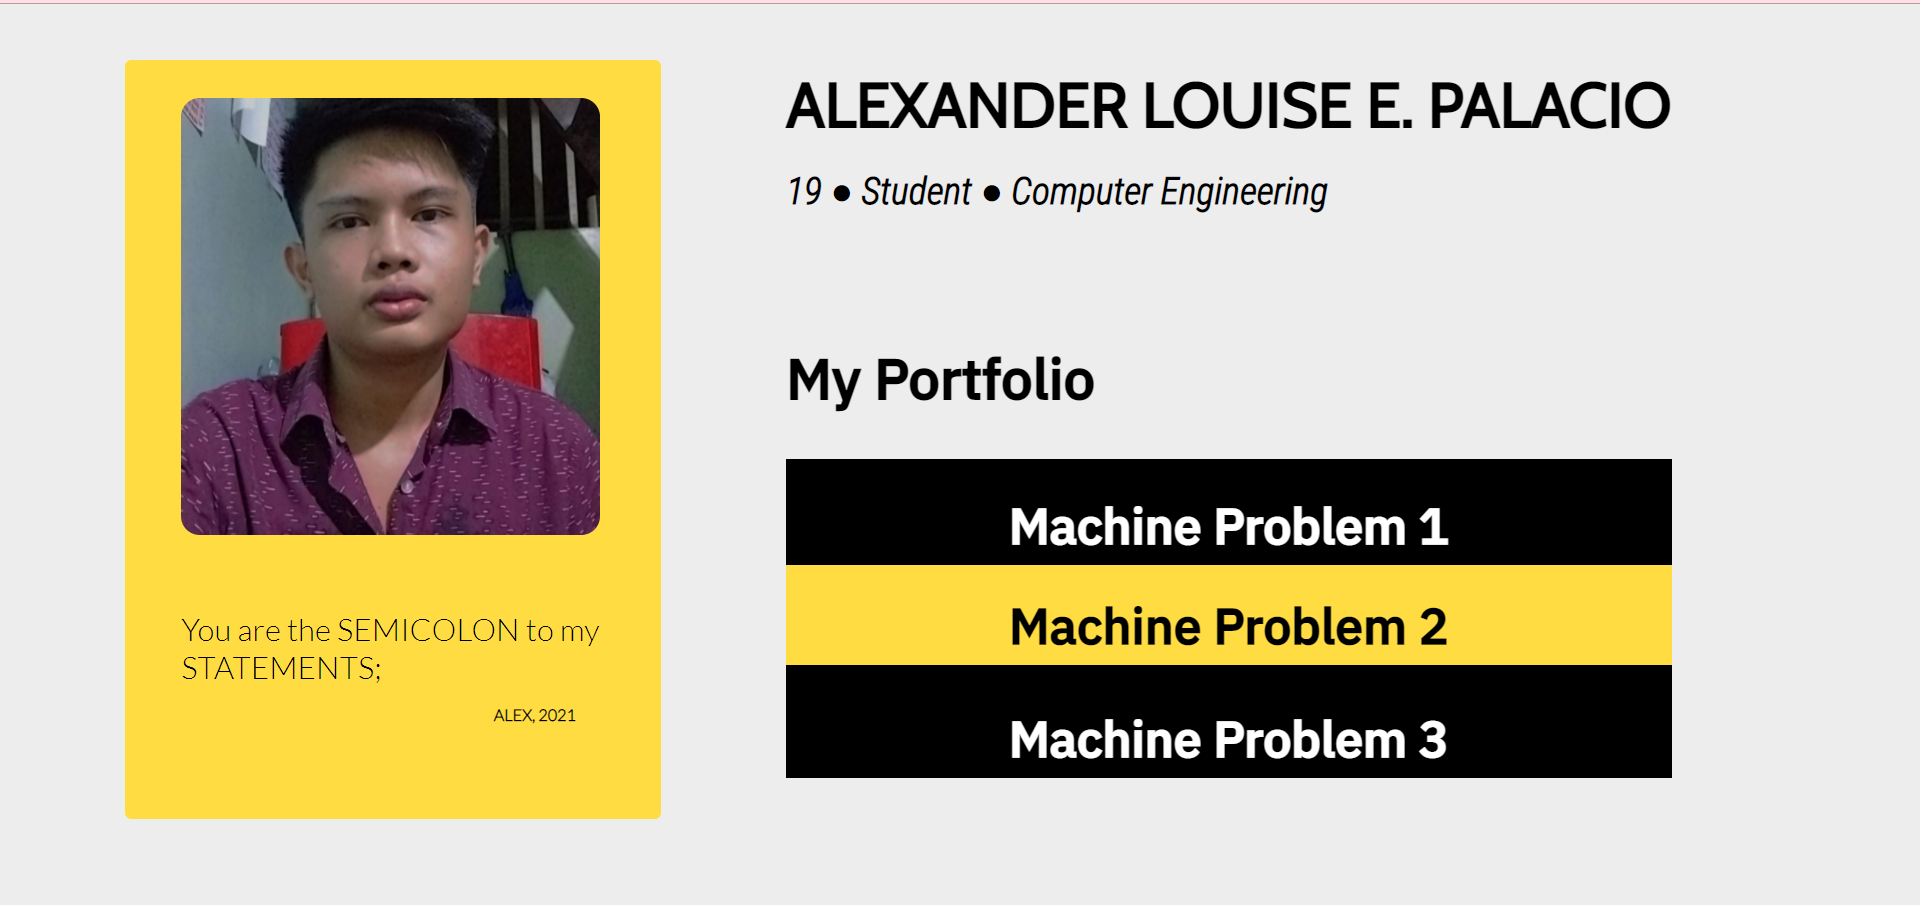 ALEXANDER LOUISE E. PALACIO
19 ● Student ● Computer Engineering
My Portfolio
Machine Problem 1
Machine Problem 2
Machine Problem 3
You are the SEMICOLON to my
STATEMENTS;
ALEX, 2021